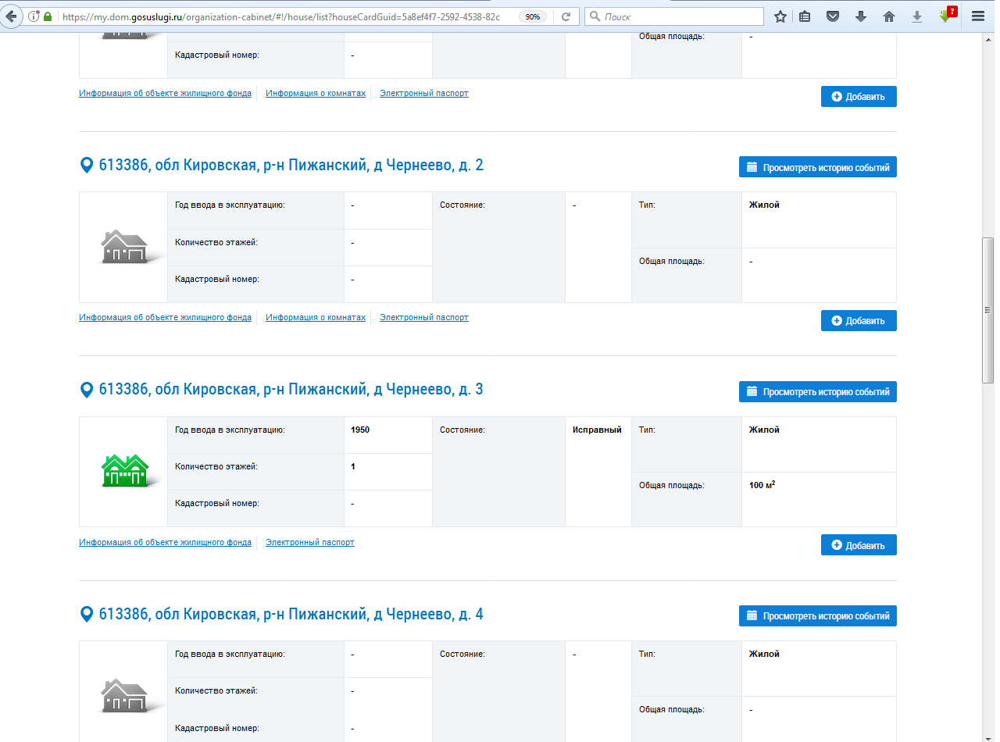 https://my.dom.gosuslugi.ru/organization-cabinet/#!/house/list?houseCardGuid=5a8ef4f7-2592-4538-82c 90% Поиск ?
Общая площадь: -
Кадастровый номер: -
Информация об объекте жилищного фонда Информация о комнатах Электронный паспорт Добавить
613386, обл Кировская, р-н Пижанский, д Чернеево, д. 2 Просмотреть историю событий
Год ввода в эксплуатацию: - Состояние: - Тип: Жилой
Количество этажей: -
Общая площадь: -
Кадастровый номер: -
Информация об объекте жилищного фонда Информация о комнатах Электронный паспорт Добавить
613386, обл Кировская, р-н Пижанский, д Чернеево, д. 3 Просмотреть историю событий
Год ввода в эксплуатацию: 1950 Состояние: Исправный Тип: Жилой
Количество этажей: 1
Общая площадь: 100 м²
Кадастровый номер: -
Информация об объекте жилищного фонда Электронный паспорт Добавить
613386, обл Кировская, р-н Пижанский, д Чернеево, д. 4 Просмотреть историю событий
Год ввода в эксплуатацию: - Состояние: - Тип: Жилой
Количество этажей: -
Общая площадь: -
Кадастровый номер: -